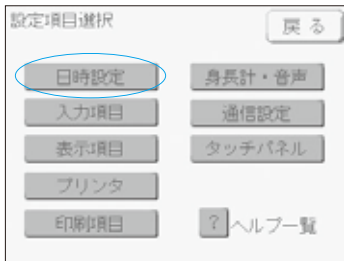 設定項目選択
戻る
日時設定
身長計・音声
入力項目
通信設定
表示項目
タッチパネル
プリンタ
印刷項目
? ヘルプ一覧